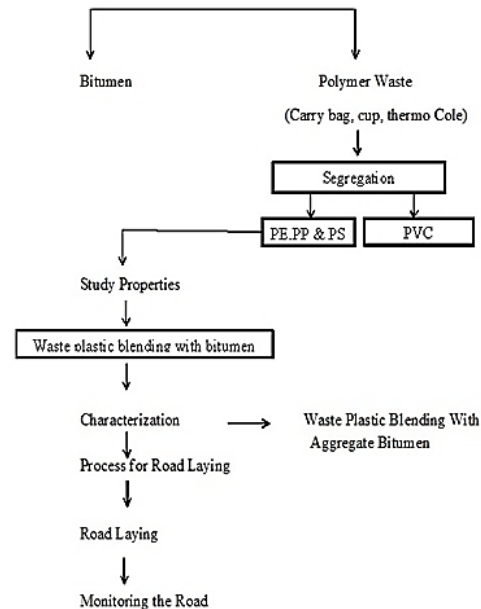 Bitumen
Polymer Waste
(Carry bag, cup, thermo Cole)
Segregation
PE.PP & PS
PVC
Study Properties
Waste plastic blending with bitumen
Characterization
Waste Plastic Blending With
Aggregate Bitumen
Process for Road Laying
Road Laying
Monitoring the Road